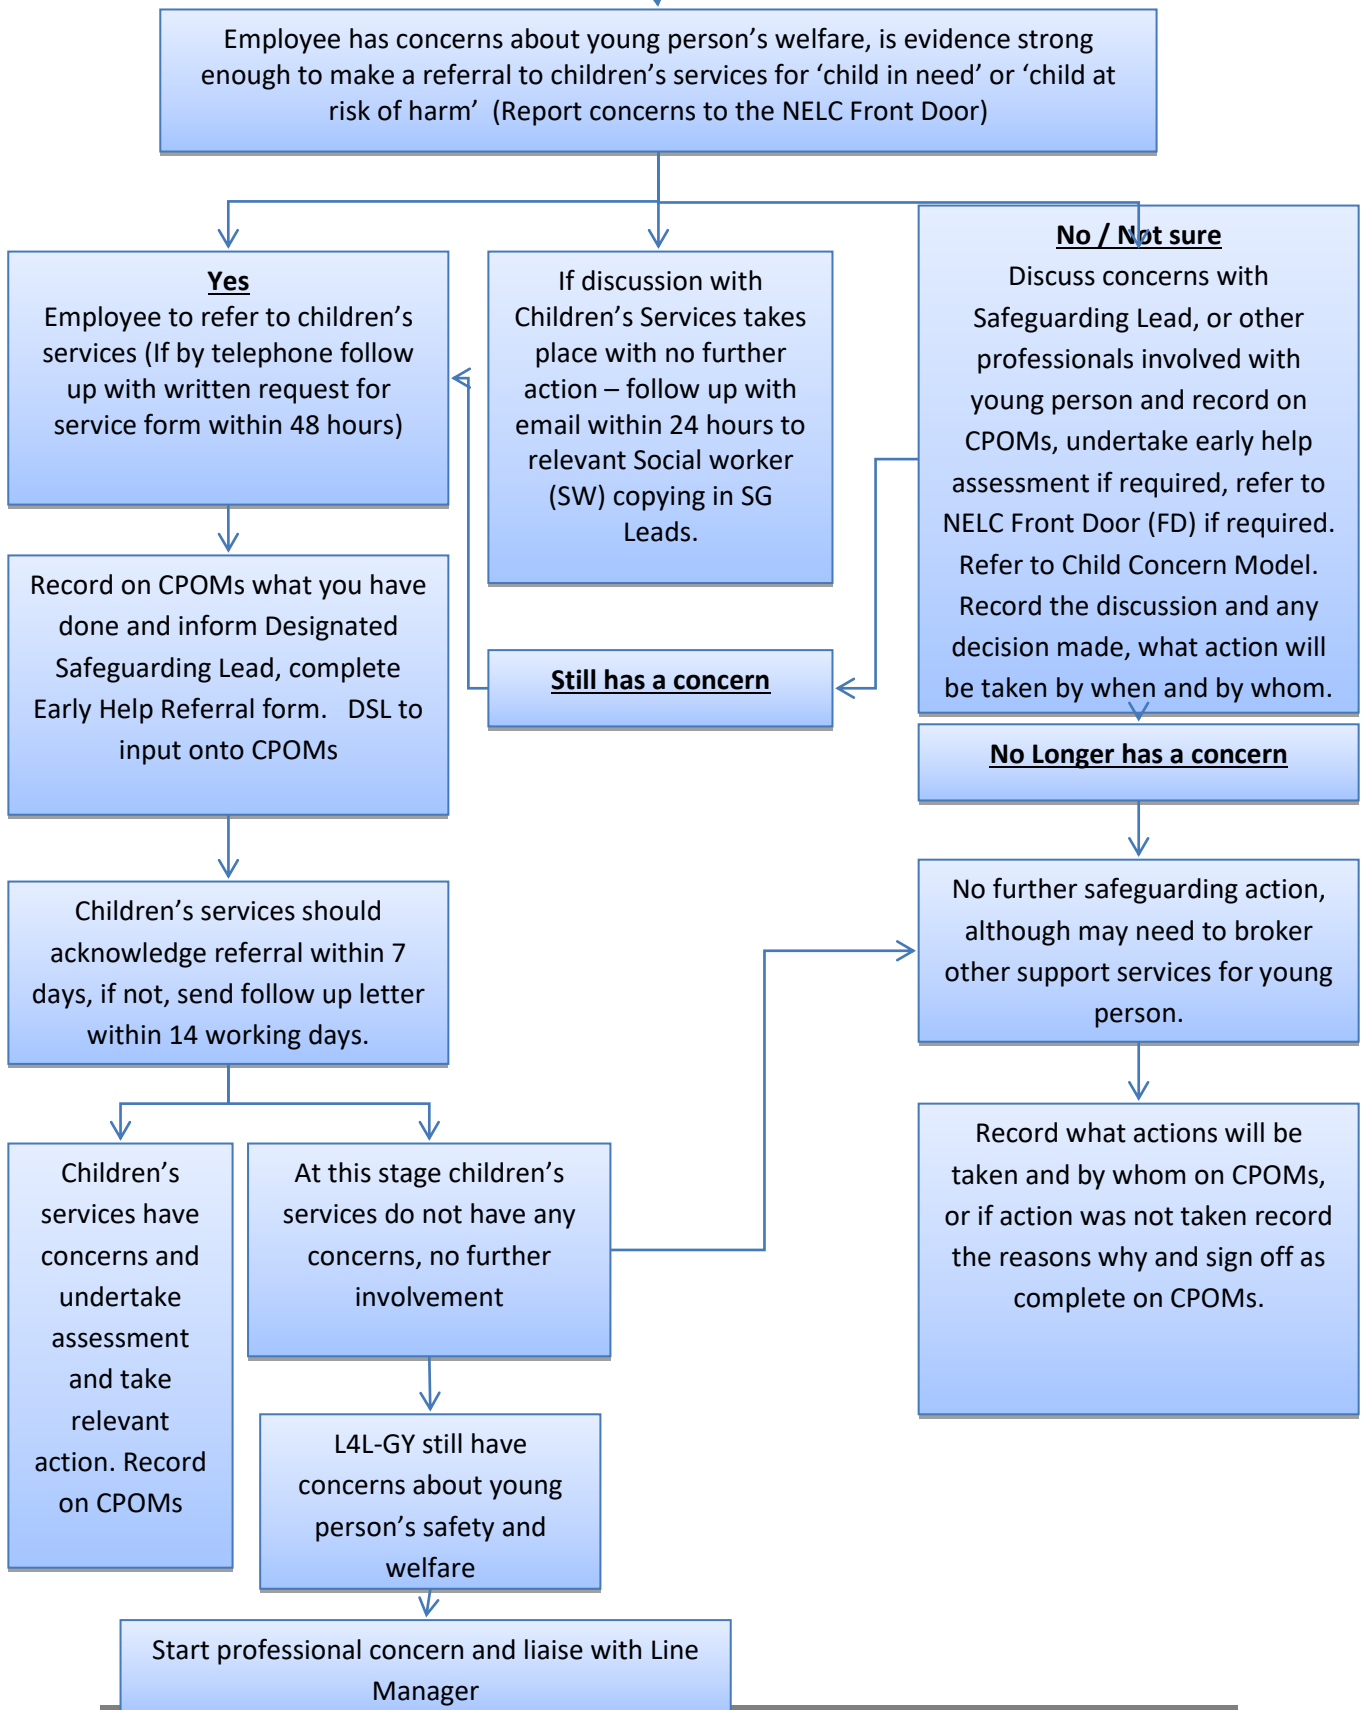 Employee has concerns about young person’s welfare, is evidence strong
enough to make a referral to children’s services for ‘child in need’ or ‘child at
risk of harm’  (Report concerns to the NELC Front Door)
Yes
Employee to refer to children’s
services (If by telephone follow
up with written request for
service form within 48 hours)
If discussion with
Children’s Services takes
place with no further
action – follow up with
email within 24 hours to
relevant Social worker
(SW) copying in SG
Leads.
No / Not sure
Discuss concerns with
Safeguarding Lead, or other
professionals involved with
young person and record on
CPOMs, undertake early help
assessment if required, refer to
NELC Front Door (FD) if required.
Refer to Child Concern Model.
Record the discussion and any
decision made, what action will
be taken by when and by whom.
Record on CPOMs what you have
done and inform Designated
Safeguarding Lead, complete
Early Help Referral form.   DSL to
input onto CPOMs
Still has a concern
No Longer has a concern
Children’s services should
acknowledge referral within 7
days, if not, send follow up letter
within 14 working days.
No further safeguarding action,
although may need to broker
other support services for young
person.
Children’s
services have
concerns and
undertake
assessment
and take
relevant
action. Record
on CPOMs
At this stage children’s
services do not have any
concerns, no further
involvement
Record what actions will be
taken and by whom on CPOMs,
or if action was not taken record
the reasons why and sign off as
complete on CPOMs.
L4L-GY still have
concerns about young
person’s safety and
welfare
Start professional concern and liaise with Line
Manager